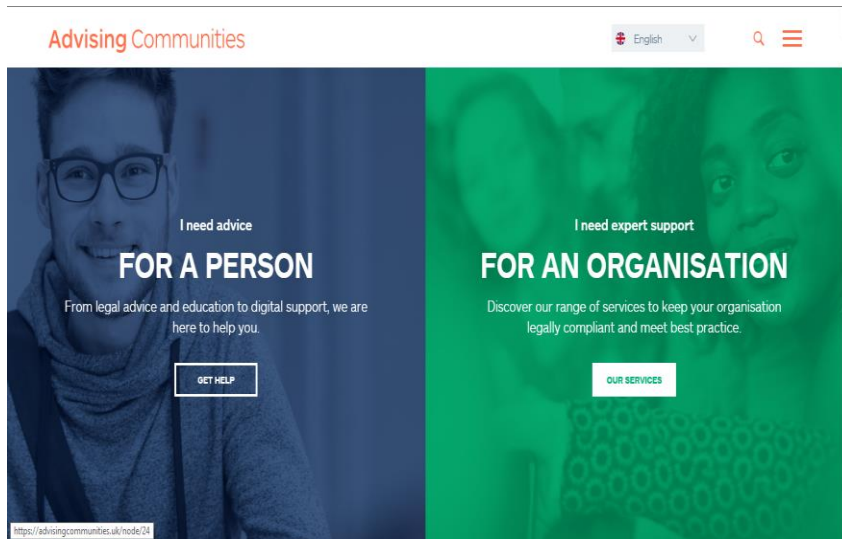 Advising Communities
English
I need advice
FOR A PERSON
From legal advice and education to digital support, we are
here to help you.
GET HELP
I need expert support
FOR AN ORGANISATION
Discover our range of services to keep your organisation
legally compliant and meet best practice.
OUR SERVICES
https://advisingcommunities.uk/node/24